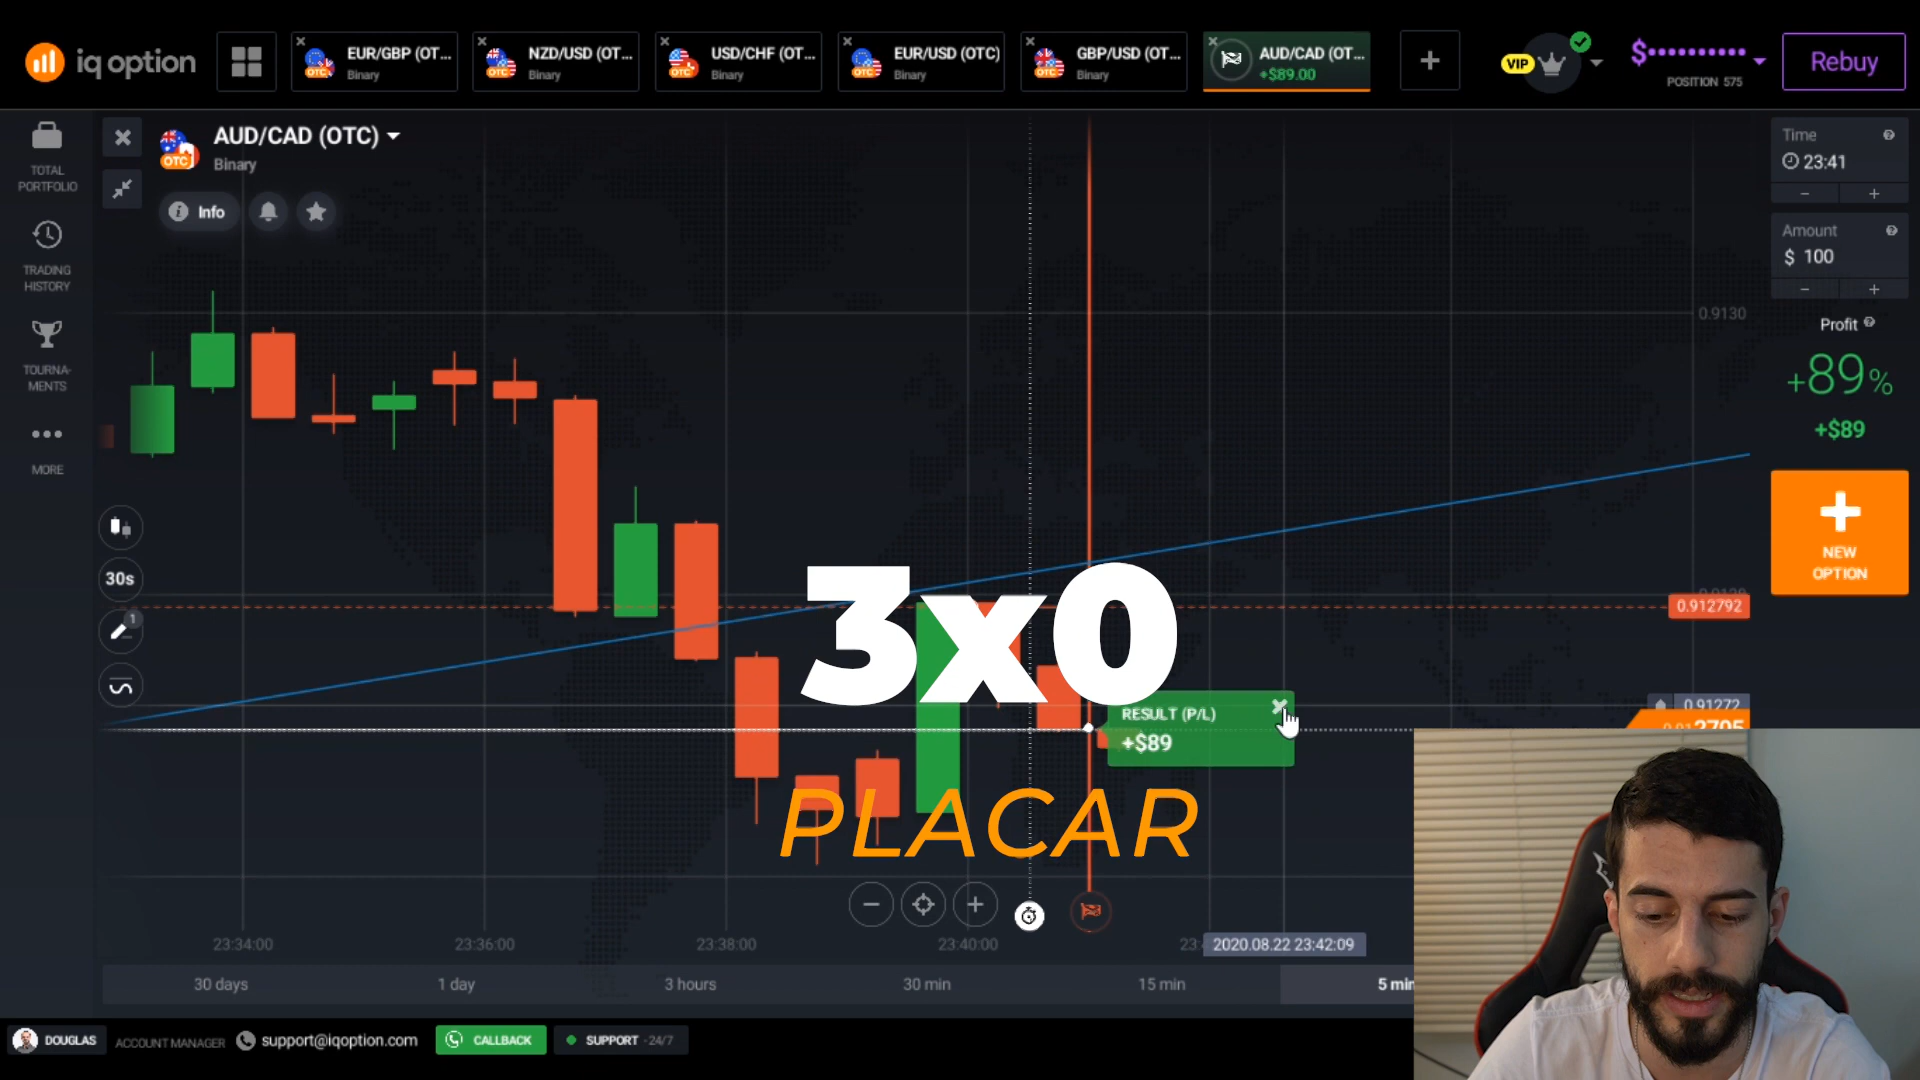 iq option
EUR/GBP (OT...
Binary
NZD/USD (OT...
Binary
USD/CHF (OT...
Binary
EUR/USD (OTC)
Binary
GBP/USD (OT...
Binary
AUD/CAD (OT...
+$89.00
VIP
$••••••••••
POSITION 575
Rebuy
TOTAL
PORTFOLIO
TRADING
HISTORY
TOURNA-
MENTS
MORE
AUD/CAD (OTC)
Binary
OTC
Info
30s
1
Time
23:41
Amount
$ 100
Profit
+89%
+$89
NEW
OPTION
0.9130
0.912792
0.91272
3x0
RESULT (P/L)
+$89
PLACAR
23:34:00
23:36:00
23:38:00
23:40:00
2020.08.22 23:42:09
30 days
1 day
3 hours
30 min
15 min
5 min
DOUGLAS
ACCOUNT MANAGER
support@iqoption.com
CALLBACK
SUPPORT - 24/7